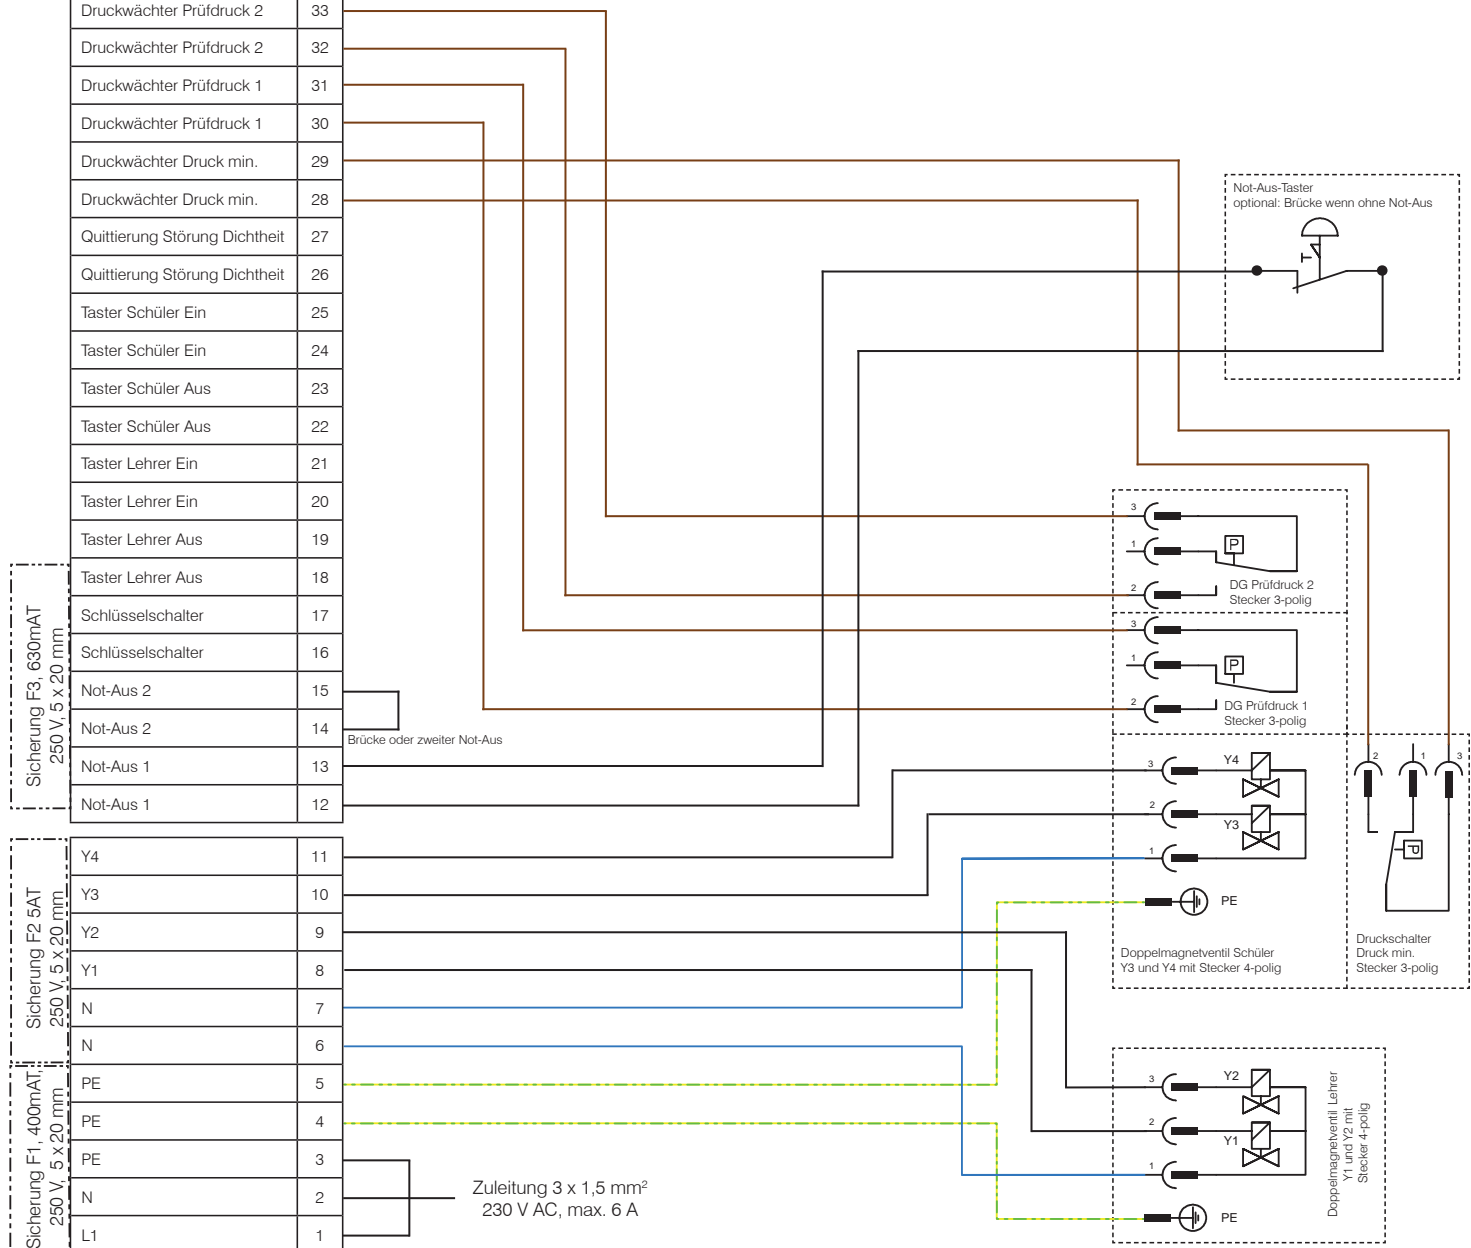 Druckwächter Prüfdruck 2 33
Druckwächter Prüfdruck 2 32
Druckwächter Prüfdruck 1 31
Druckwächter Prüfdruck 1 30
Druckwächter Druck min. 29
Druckwächter Druck min. 28
Quittierung Störung Dichtheit 27
Quittierung Störung Dichtheit 26
Taster Schüler Ein 25
Taster Schüler Ein 24
Taster Schüler Aus 23
Taster Schüler Aus 22
Taster Lehrer Ein 21
Taster Lehrer Ein 20
Taster Lehrer Aus 19
Taster Lehrer Aus 18
Schlüsselschalter 17
Schlüsselschalter 16
Not-Aus 2 15
Not-Aus 2 14
Not-Aus 1 13
Not-Aus 1 12
Y4 11
Y3 10
Y2 9
Y1 8
N 7
N 6
PE 5
PE 4
PE 3
N 2
L1 1
Sicherung F3, 630mAT
250 V, 5 x 20 mm
Sicherung F2 5AT
250 V, 5 x 20 mm
Sicherung F1, 400mAT,
250 V, 5 x 20 mm
Brücke oder zweiter Not-Aus
Zuleitung 3 x 1,5 mm²
230 V AC, max. 6 A
Not-Aus-Taster
optional: Brücke wenn ohne Not-Aus
3
1
P
2
DG Prüfdruck 2
Stecker 3-polig
3
1
P
2
DG Prüfdruck 1
Stecker 3-polig
3
Y4
2
Y3
1
PE
Doppelmagnetventil Schüler
Y3 und Y4 mit Stecker 4-polig
2 1 3
P
Druckschalter
Druck min.
Stecker 3-polig
3
Y2
2
Y1
1
PE
Doppelmagnetventil Lehrer
Y1 und Y2 mit
Stecker 4-polig